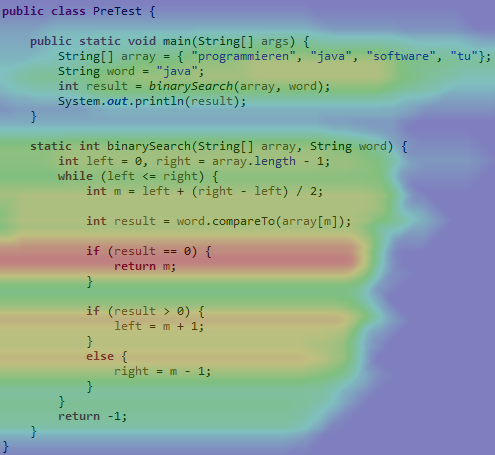 public class PreTest {
public static void main(String[] args) {
String[] array = { "programmieren", "java", "software", "tu"};
String word = "java";
int result = binarySearch(array, word);
System.out.println(result);
}
static int binarySearch(String[] array, String word) {
int left = 0, right = array.length - 1;
while (left <= right) {
int m = left + (right - left) / 2;
int result = word.compareTo(array[m]);
if (result == 0) {
return m;
}
if (result > 0) {
left = m + 1;
}
else {
right = m - 1;
}
}
return -1;
}
}